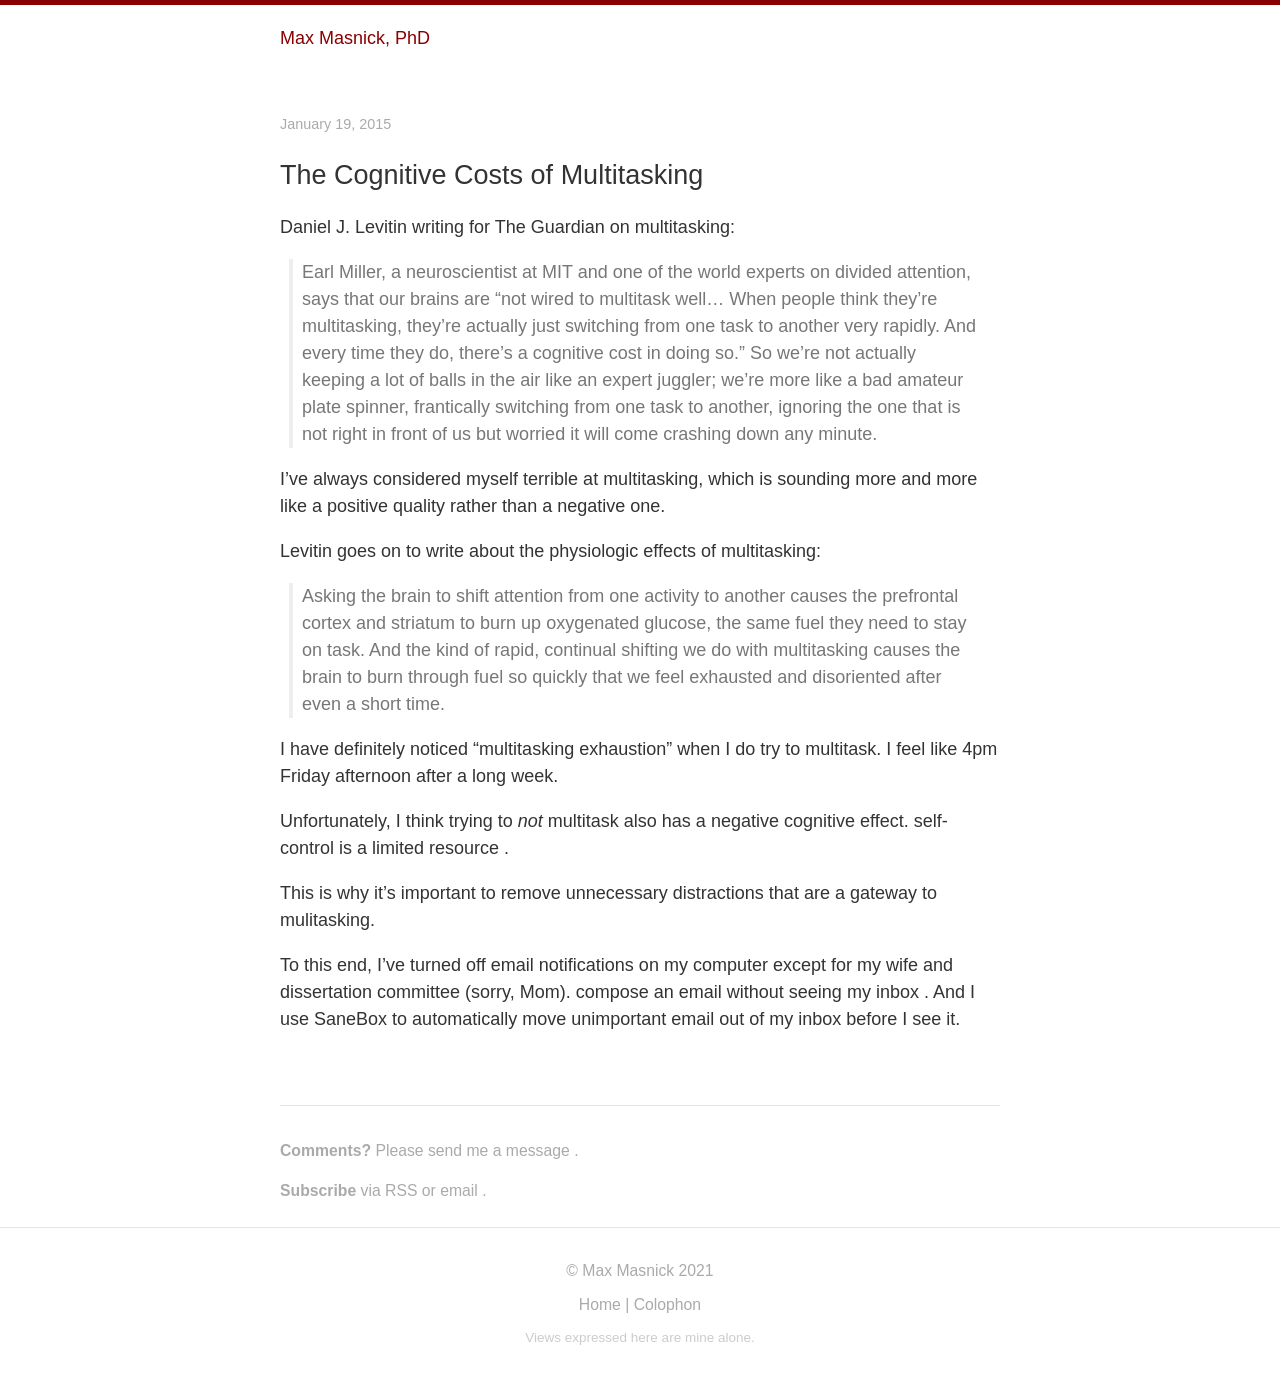 Max Masnick, PhD
January 19, 2015
The Cognitive Costs of Multitasking
Daniel J. Levitin writing for The Guardian on multitasking:
Earl Miller, a neuroscientist at MIT and one of the world experts on divided attention,
says that our brains are “not wired to multitask well… When people think they’re
multitasking, they’re actually just switching from one task to another very rapidly. And
every time they do, there’s a cognitive cost in doing so.” So we’re not actually
keeping a lot of balls in the air like an expert juggler; we’re more like a bad amateur
plate spinner, frantically switching from one task to another, ignoring the one that is
not right in front of us but worried it will come crashing down any minute.
I’ve always considered myself terrible at multitasking, which is sounding more and more
like a positive quality rather than a negative one.
Levitin goes on to write about the physiologic effects of multitasking:
Asking the brain to shift attention from one activity to another causes the prefrontal
cortex and striatum to burn up oxygenated glucose, the same fuel they need to stay
on task. And the kind of rapid, continual shifting we do with multitasking causes the
brain to burn through fuel so quickly that we feel exhausted and disoriented after
even a short time.
I have definitely noticed “multitasking exhaustion” when I do try to multitask. I feel like 4pm
Friday afternoon after a long week.
Unfortunately, I think trying to not multitask also has a negative cognitive effect. self-
control is a limited resource .
This is why it’s important to remove unnecessary distractions that are a gateway to
mulitasking.
To this end, I’ve turned off email notifications on my computer except for my wife and
dissertation committee (sorry, Mom). compose an email without seeing my inbox . And I
use SaneBox to automatically move unimportant email out of my inbox before I see it.
Comments? Please send me a message .
Subscribe via RSS or email .
© Max Masnick 2021
Home | Colophon
Views expressed here are mine alone.